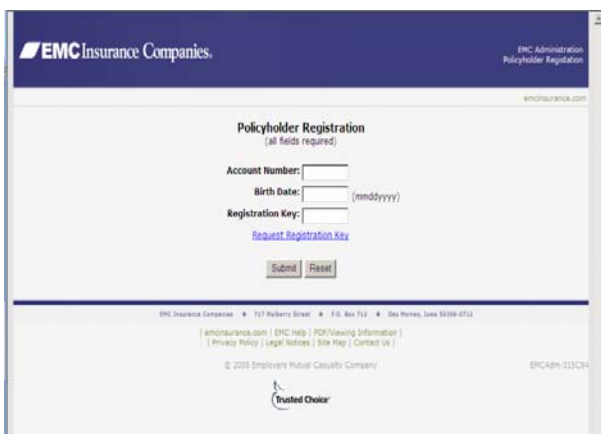 EMC Insurance Companies®
EMC Administration
Policyholder Registation
emcinsurance.com
Policyholder Registration
(all fields required)
Account Number:
Birth Date: (mmddyyyy)
Registration Key:
Request Registration Key
Submit Reset
EMC Insurance Companies 717 Mulberry Street P.O. Box 712 Des Moines, Iowa 50306-0712
| emcinsurance.com | EMC Help | PDF/Viewing Information |
| Privacy Policy | Legal Notices | Site Map | Contact Us |
© 2008 Employers Mutual Casualty Company
Trusted Choice®